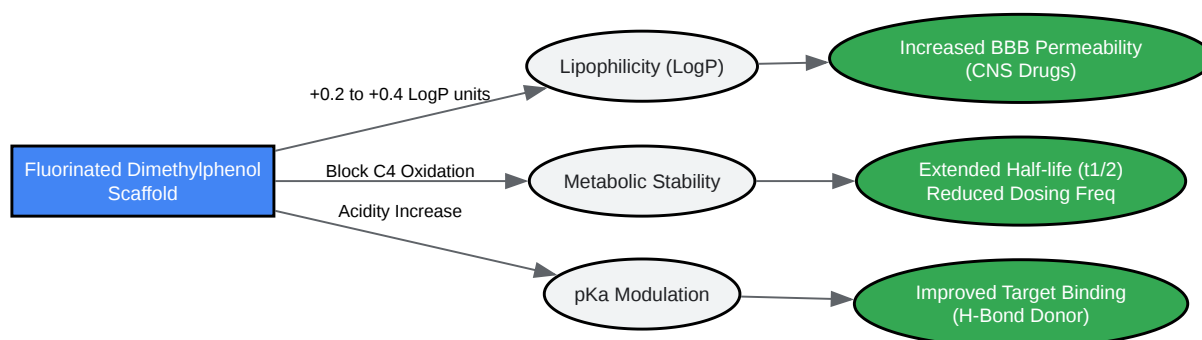 Fluorinated Dimethylphenol
Scaffold
+0.2 to +0.4 LogP units
Block C4 Oxidation
Acidity Increase
Lipophilicity (LogP)
Metabolic Stability
pKa Modulation
Increased BBB Permeability
(CNS Drugs)
Extended Half-life (t1/2)
Reduced Dosing Freq
Improved Target Binding
(H-Bond Donor)